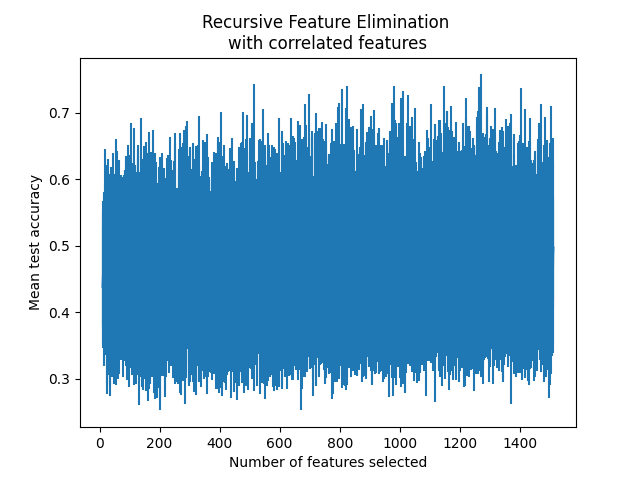 Recursive Feature Elimination
with correlated features
Mean test accuracy
0.7
0.6
0.5
0.4
0.3
0 200 400 600 800 1000 1200 1400
Number of features selected